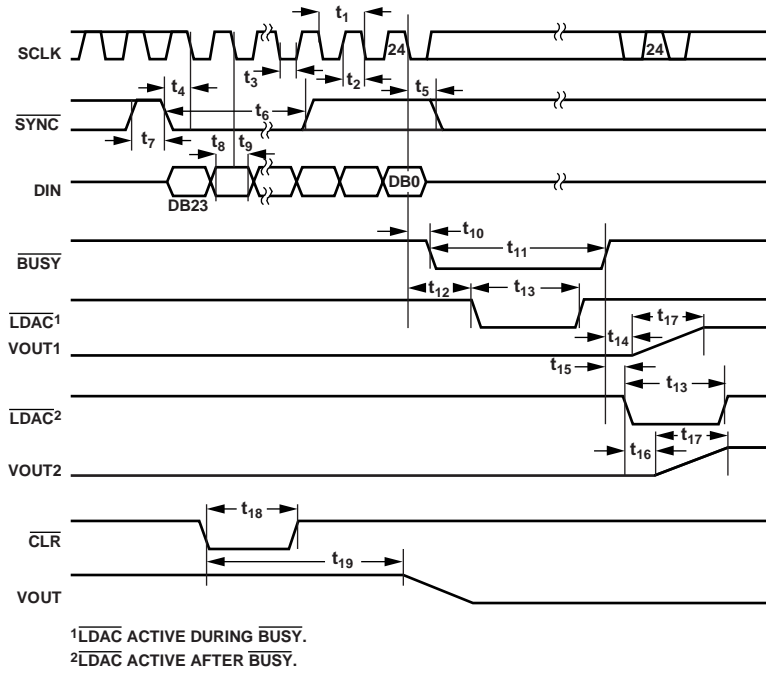 t1
SCLK
24
24
t3
t2
t4
t5
t6
SYNC
t7
t8
t9
DIN
DB23
DB0
t10
t11
BUSY
t12
t13
LDAC1
t17
t14
VOUT1
t15
t13
LDAC2
t17
t16
VOUT2
t18
CLR
t19
VOUT
1LDAC ACTIVE DURING BUSY.
2LDAC ACTIVE AFTER BUSY.